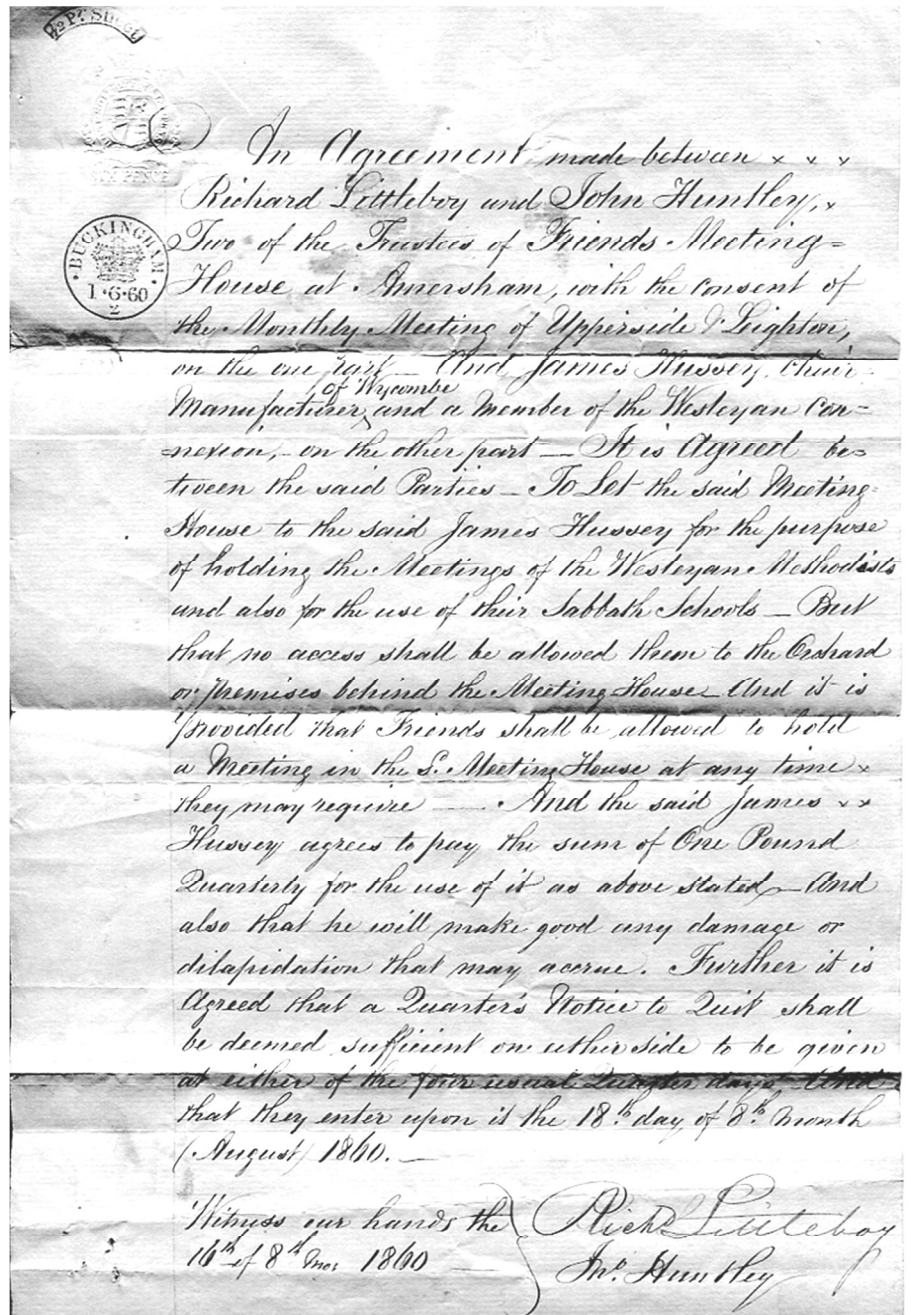 Pr. Sheet
SIX PENCE
BUCKINGHAM
1·6·60
2
In Agreement made between × × ×
Richard Littleboy and John Huntley, ×
Two of the Trustees of Friends Meeting=
House at Amersham, with the consent of
the Monthly Meeting of Upperside & Leighton,
on the one part — And James Hussey, Chair-
of Wycombe
Manufacturer, and a Member of the Wesleyan Con=
=nexion, - on the other part — It is Agreed be=
tween the said Parties — To Let the said Meeting=
House to the said James Hussey for the purpose
of holding the Meetings of the Wesleyan Methodists
and also for the use of their Sabbath Schools — But
that no access shall be allowed them to the Orchard
or premises behind the Meeting House — And it is
provided that Friends shall be allowed to hold
a Meeting in the s. Meeting House at any time ×
they may require — And the said James × ×
Hussey agrees to pay the sum of One Pound
Quarterly for the use of it as above stated — And
also that he will make good any damage or
dilapidation that may accrue. Further it is
Agreed that a Quarter's Notice to Quit shall
be deemed sufficient on either side to be given
at either of the four usual Quarter days And
that they enter upon it the 18th day of 8th Month
(August) 1860. —
Witness our hands the
16th of 8th Mo. 1860
Richd Littleboy
Jno. Huntley